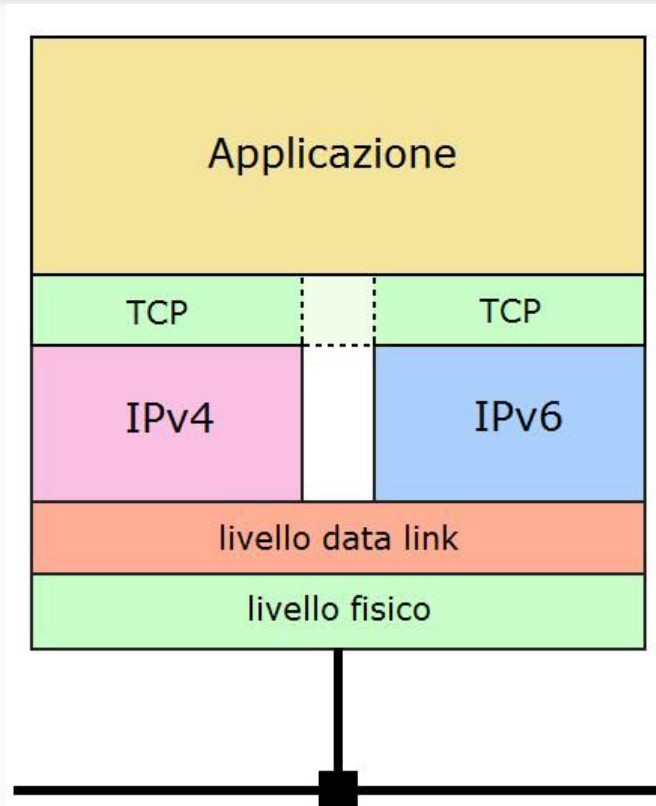 Applicazione
TCP
TCP
IPv4
IPv6
livello data link
livello fisico